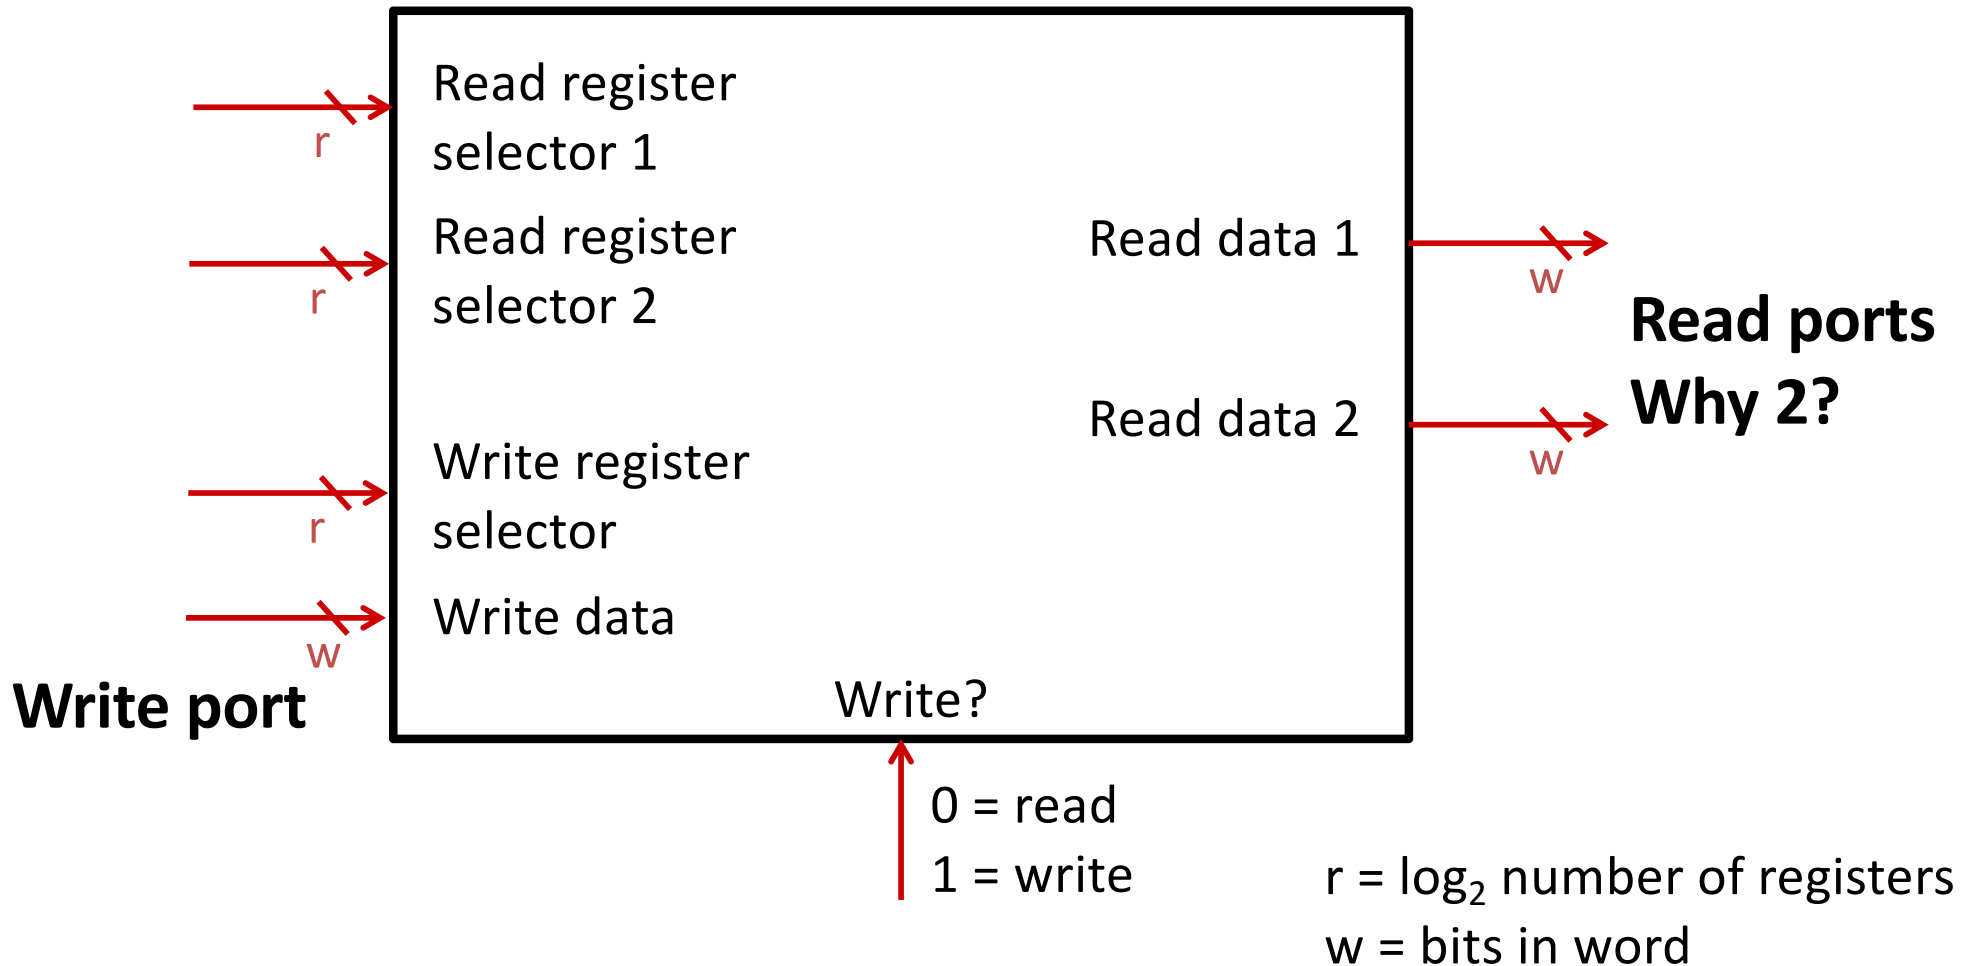 Read register
selector 1
r
Read register
selector 2
r
Write register
selector
r
Write data
w
Write port
Read data 1
w
Read data 2
w
Read ports
Why 2?
Write?
0 = read
1 = write
r = log₂ number of registers
w = bits in word